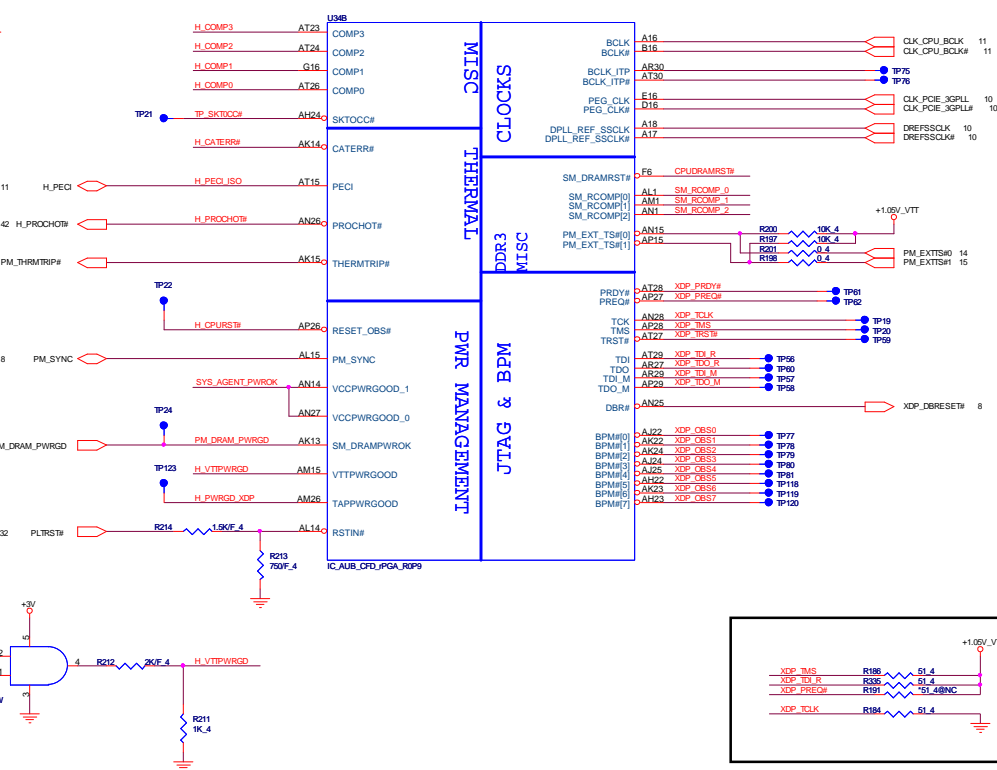 U34B
H_COMP3 AT23 COMP3
H_COMP2 AT24 COMP2
H_COMP1 G16 COMP1
H_COMP0 AT26 COMP0
TP21 TP_SKTOCC# AH24 SKTOCC#
H_CATERR# AK14 CATERR#
11 H_PECI H_PECI_ISO AT15 PECI
42 H_PROCHOT# H_PROCHOT# AN26 PROCHOT#
PM_THRMTRIP# AK15 THERMTRIP#
TP22
H_CPURST# AP26 RESET_OBS#
8 PM_SYNC AL15 PM_SYNC
SYS_AGENT_PWROK AN14 VCCPWRGOOD_1
AN27 VCCPWRGOOD_0
TP24
M_DRAM_PWRGD PM_DRAM_PWRGD AK13 SM_DRAMPWROK
H_VTTPWRGD AM15 VTTPWRGOOD
TP123
H_PWRGD_XDP AM26 TAPPWRGOOD
32 PLTRST# R214 1.5K/F_4 AL14 RSTIN#
R213
750/F_4
IC_AUB_CFD_rPGA_R0P9
MISC
THERMAL
PWR MANAGEMENT
CLOCKS
DDR3
MISC
JTAG & BPM
BCLK A16 CLK_CPU_BCLK 11
BCLK# B16 CLK_CPU_BCLK# 11
BCLK_ITP AR30 TP75
BCLK_ITP# AT30 TP76
PEG_CLK E16 CLK_PCIE_3GPLL 10
PEG_CLK# D16 CLK_PCIE_3GPLL# 10
DPLL_REF_SSCLK A18 DREFSSCLK 10
DPLL_REF_SSCLK# A17 DREFSSCLK# 10
SM_DRAMRST# F6 CPUDRAMRST#
SM_RCOMP[0] AL1 SM_RCOMP_0
SM_RCOMP[1] AM1 SM_RCOMP_1
SM_RCOMP[2] AN1 SM_RCOMP_2
+1.05V_VTT
PM_EXT_TS#[0] AN15 R200 10K_4
PM_EXT_TS#[1] AP15 R197 10K_4
R201 0_4 PM_EXTTS#0 14
R198 0_4 PM_EXTTS#1 15
PRDY# AT28 XDP_PRDY# TP61
PREQ# AP27 XDP_PREQ# TP62
TCK AN28 XDP_TCLK TP19
TMS AP28 XDP_TMS TP20
TRST# AT27 XDP_TRST# TP59
TDI AT29 XDP_TDI_R TP56
TDO AR27 XDP_TDO_R TP60
TDI_M AR29 XDP_TDI_M TP57
TDO_M AP29 XDP_TDO_M TP58
DBR# AN25 XDP_DBRESET# 8
BPM#[0] AJ22 XDP_OBS0 TP77
BPM#[1] AK22 XDP_OBS1 TP78
BPM#[2] AK24 XDP_OBS2 TP79
BPM#[3] AJ24 XDP_OBS3 TP80
BPM#[4] AJ25 XDP_OBS4 TP81
BPM#[5] AH22 XDP_OBS5 TP118
BPM#[6] AK23 XDP_OBS6 TP119
BPM#[7] AH23 XDP_OBS7 TP120
+3V
5
2
1
4
3
R212 2K/F_4 H_VTTPWRGD
R211
1K_4
+1.05V_V
XDP_TMS R186 51_4
XDP_TDI_R R335 51_4
XDP_PREQ# R191 *51_4@NC
XDP_TCLK R184 51_4